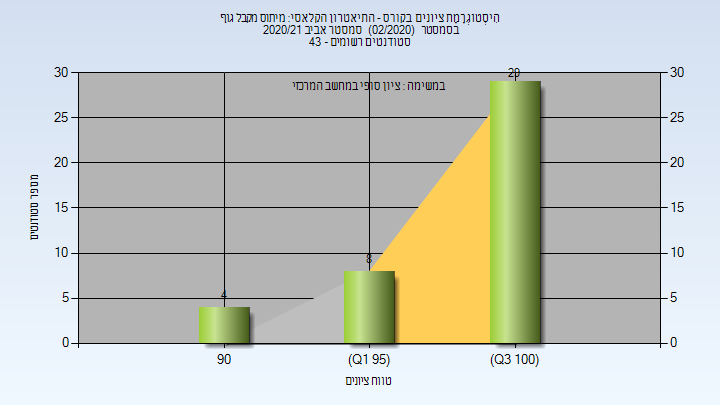 היסטוגרמת ציונים בקורס - התיאטרון הקלאסי: מיתוס מקבל גוף
בסמסטר (02/2020) סמסטר אביב 2020/21
סטודנטים רשומים - 43
במשימה : ציון סופי במחשב המרכזי
30 30
25 25
20 20
15 15
10 10
5 5
0 0
מספר סטודנטים
4 8 29
90 (Q1 95) (Q3 100)
טווח ציונים